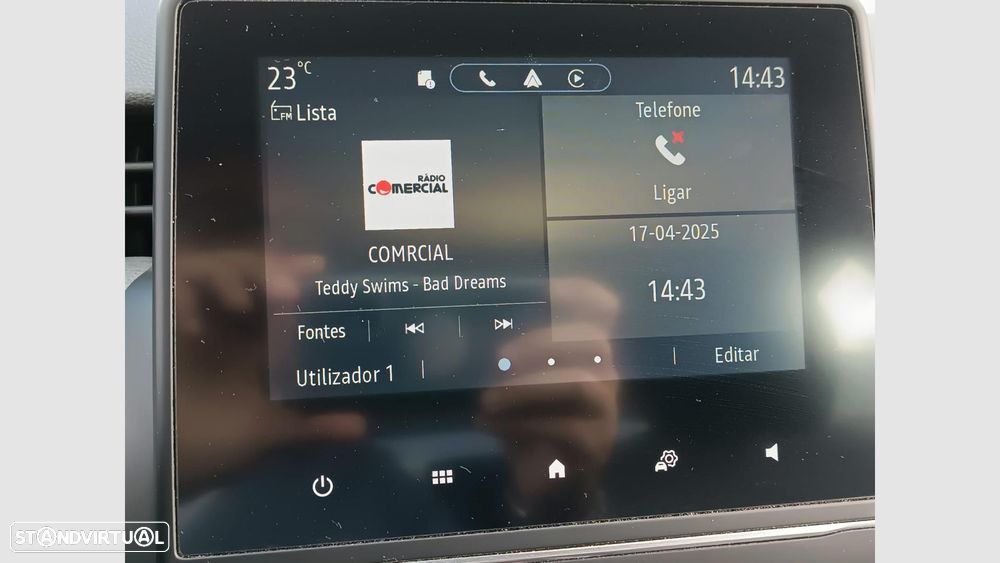 23°C
14:43
FM Lista
Telefone
RÁDIO
COMERCIAL
Ligar
COMRCIAL
17-04-2025
Teddy Swims - Bad Dreams
14:43
Fontes
Utilizador 1
Editar
STANDVIRTUAL